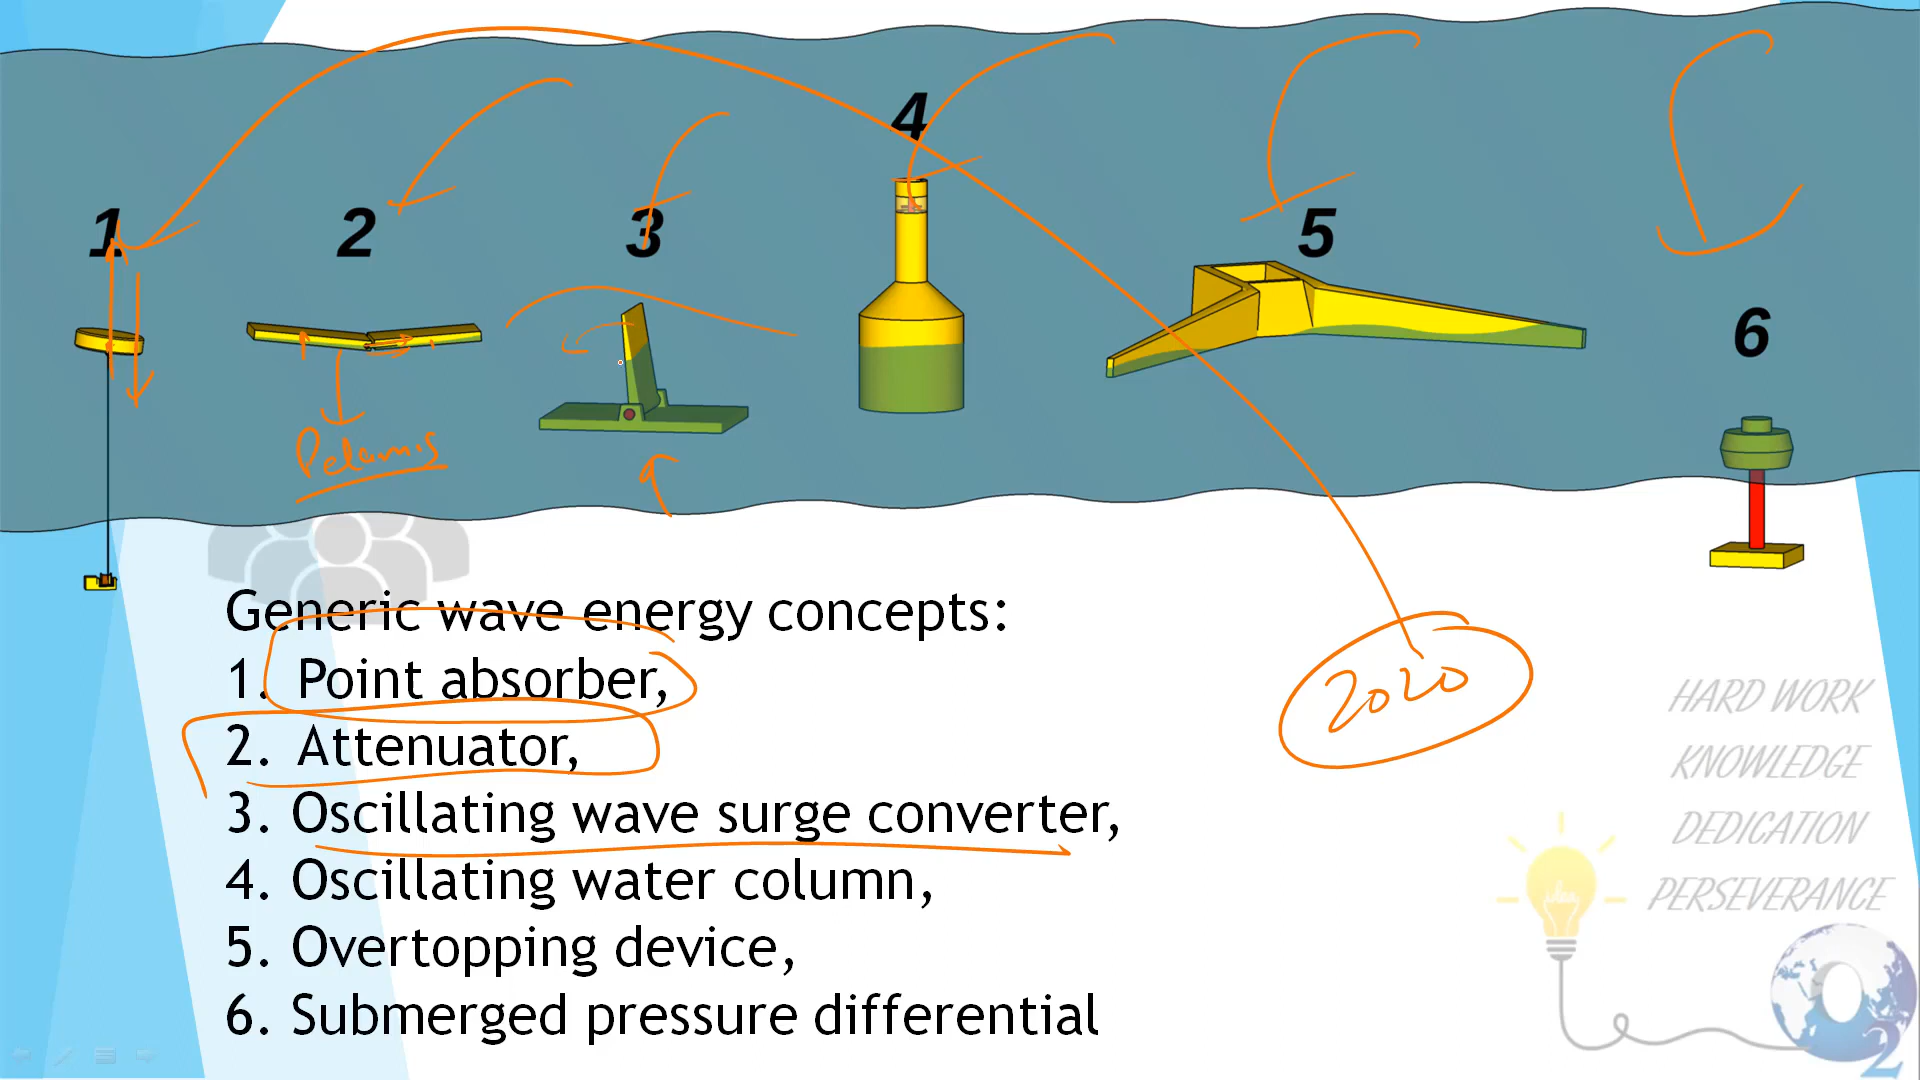 4
1 2 3 5
6
Pelamis
Generic wave energy concepts:
1. Point absorber,
2. Attenuator,
3. Oscillating wave surge converter,
4. Oscillating water column,
5. Overtopping device,
6. Submerged pressure differential
2020
HARD WORK
KNOWLEDGE
DEDICATION
PERSEVERANCE
idea
O2